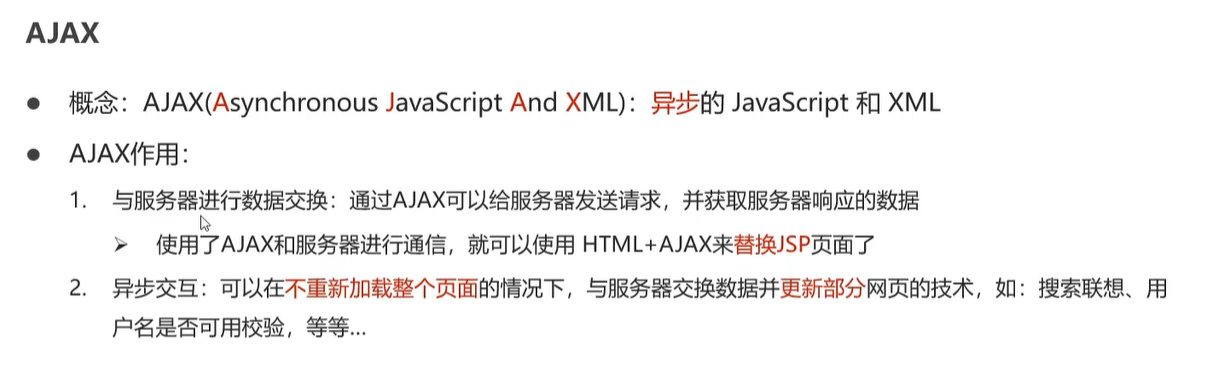 AJAX
● 概念：AJAX(Asynchronous JavaScript And XML)：异步的 JavaScript 和 XML
● AJAX作用：
1. 与服务器进行数据交换：通过AJAX可以给服务器发送请求，并获取服务器响应的数据
➢ 使用了AJAX和服务器进行通信，就可以使用 HTML+AJAX来替换JSP页面了
2. 异步交互：可以在不重新加载整个页面的情况下，与服务器交换数据并更新部分网页的技术，如：搜索联想、用
户名是否可用校验，等等...